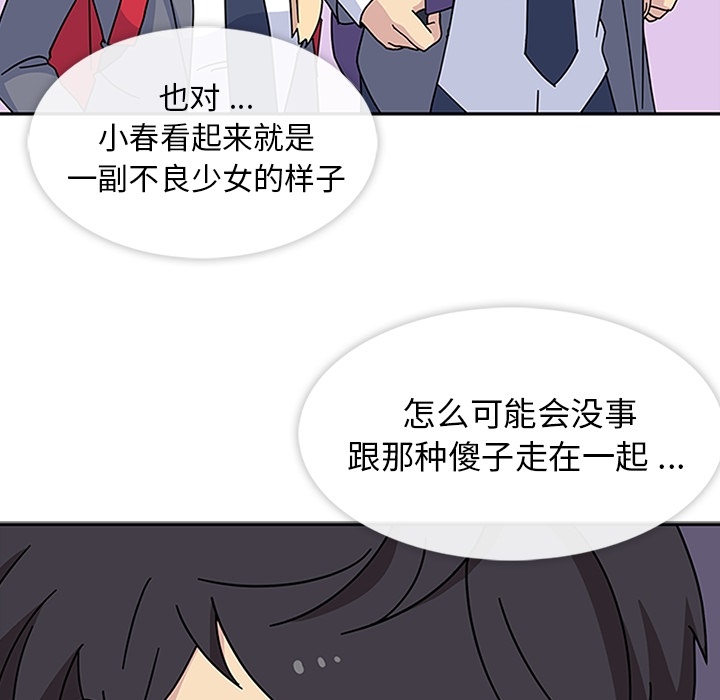 也对 ...
小春看起来就是
一副不良少女的样子
怎么可能会没事
跟那种傻子走在一起 ...